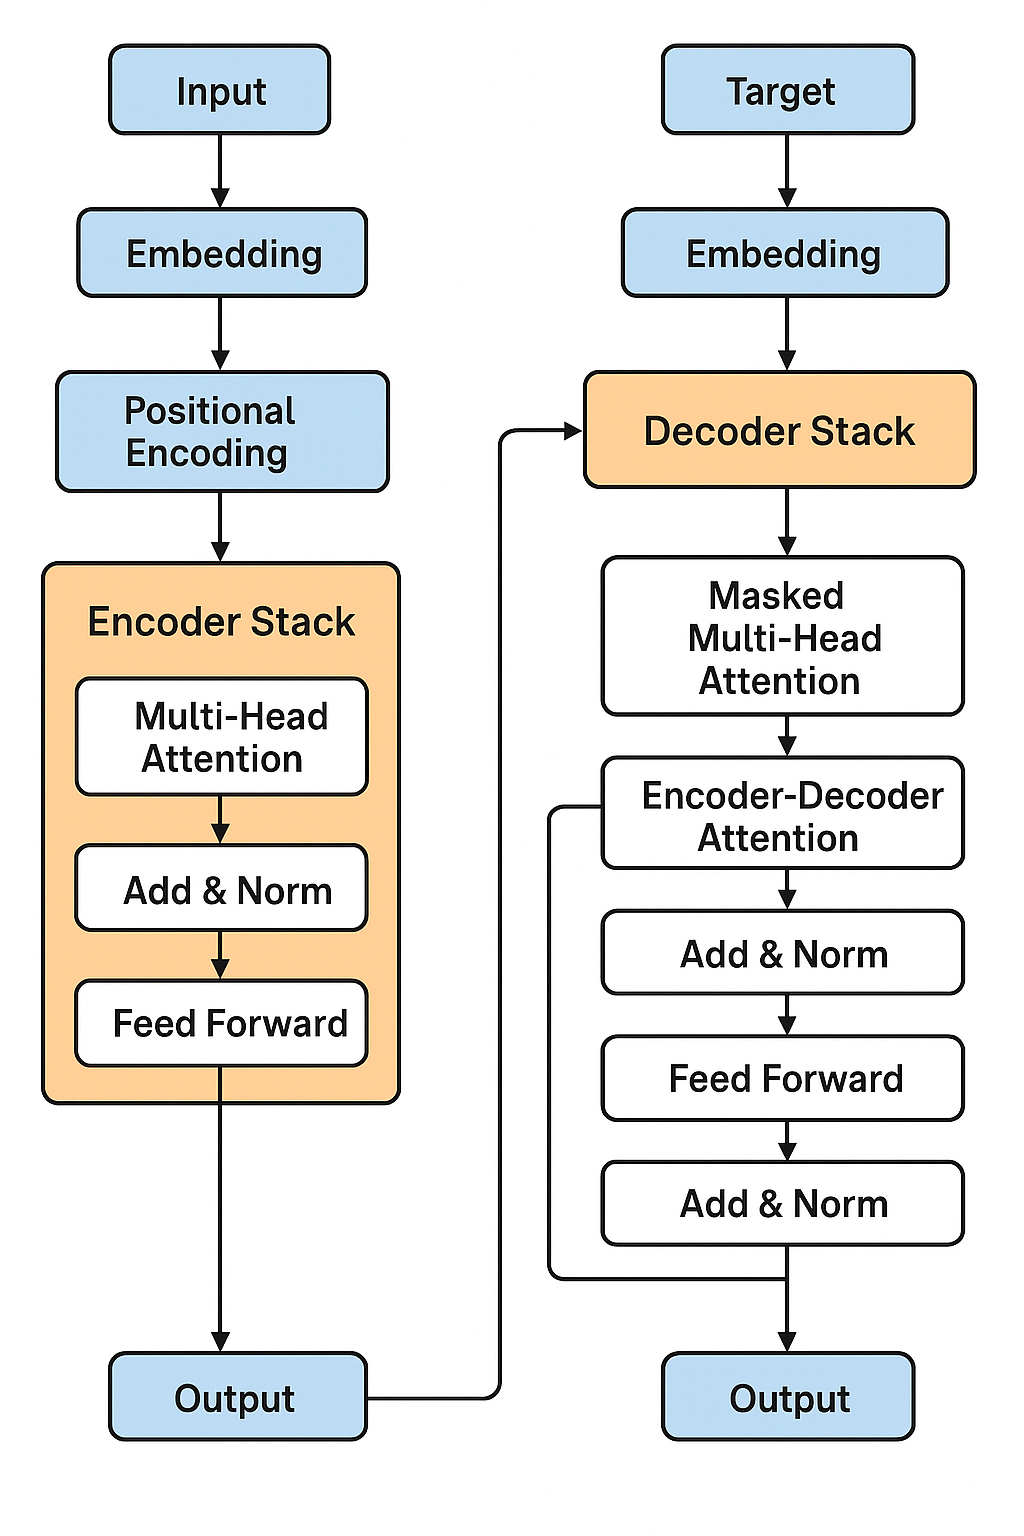 Input
Embedding
Positional
Encoding
Encoder Stack
Multi-Head
Attention
Add & Norm
Feed Forward
Output
Target
Embedding
Decoder Stack
Masked
Multi-Head
Attention
Encoder-Decoder
Attention
Add & Norm
Feed Forward
Add & Norm
Output